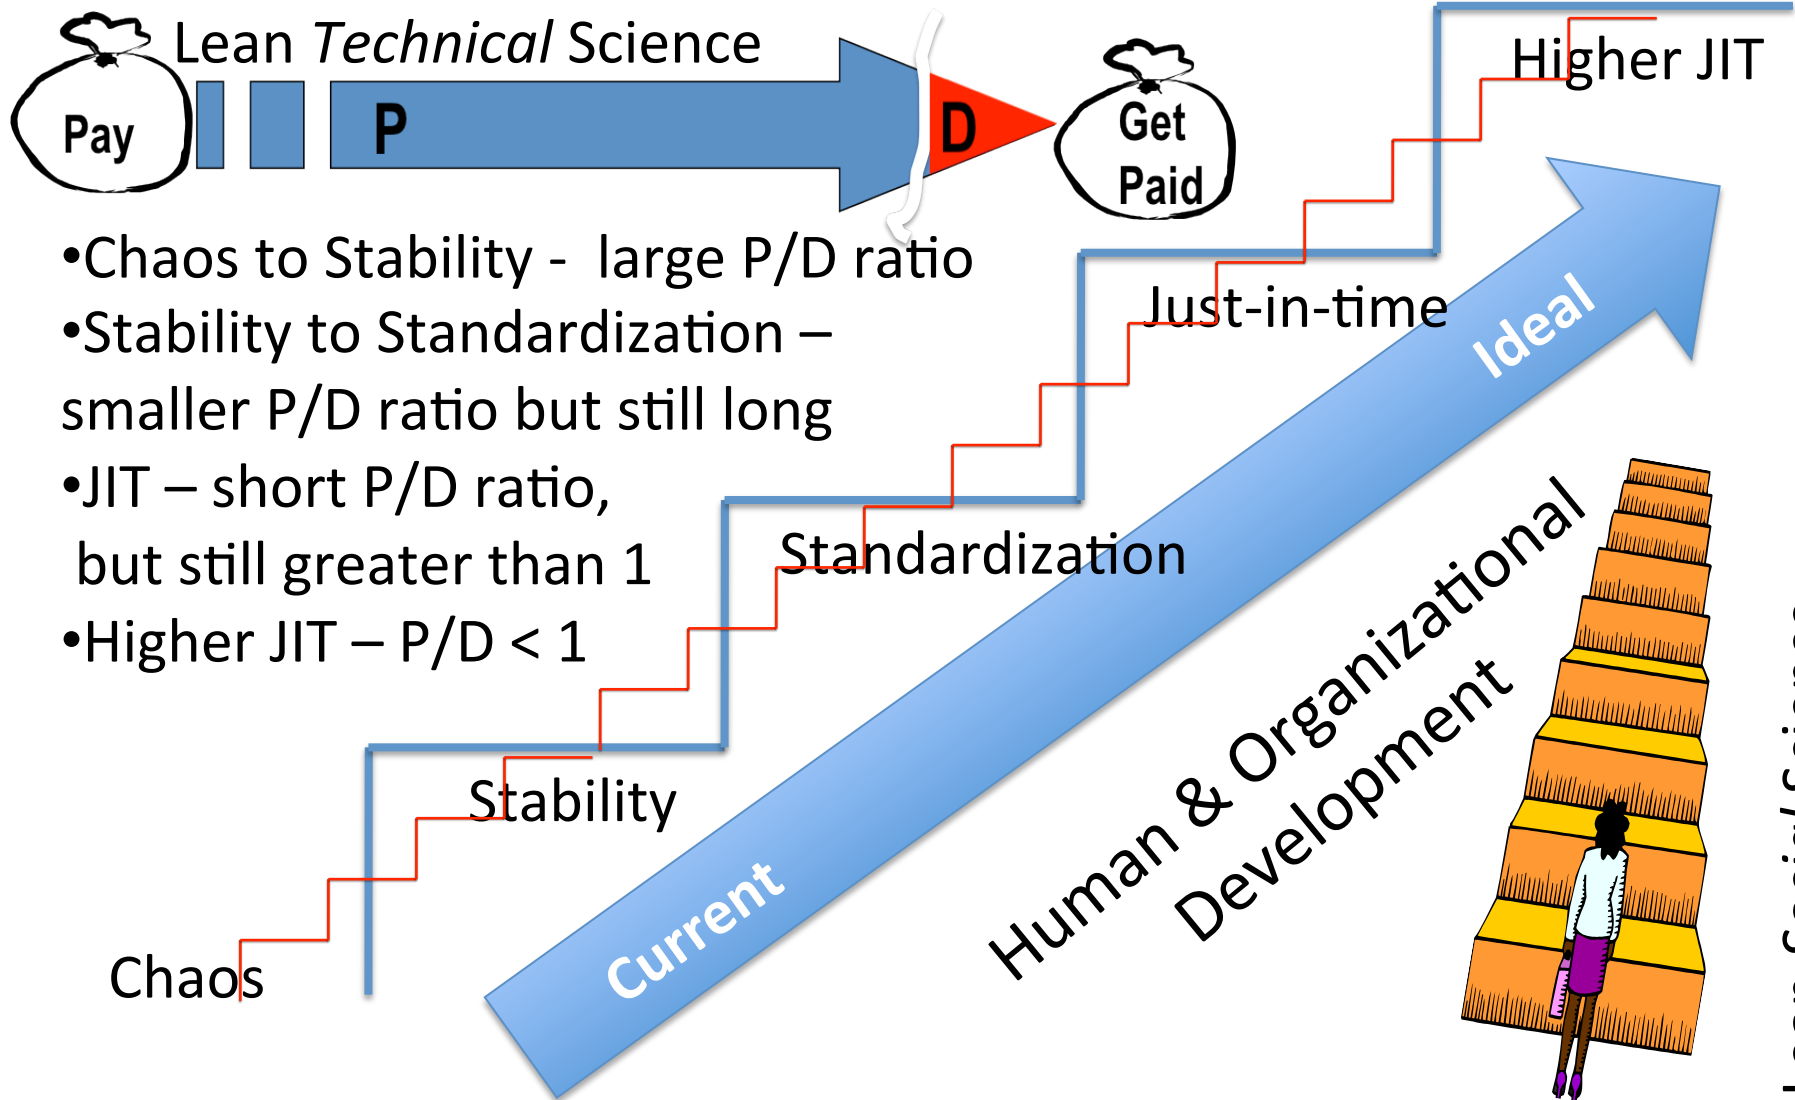 Lean Technical Science
Pay
P
D
Get
Paid
Higher JIT
•Chaos to Stability - large P/D ratio
•Stability to Standardization –
smaller P/D ratio but still long
•JIT – short P/D ratio,
but still greater than 1
•Higher JIT – P/D < 1
Just-in-time
Ideal
Standardization
Stability
Current
Chaos
Human & Organizational
Development